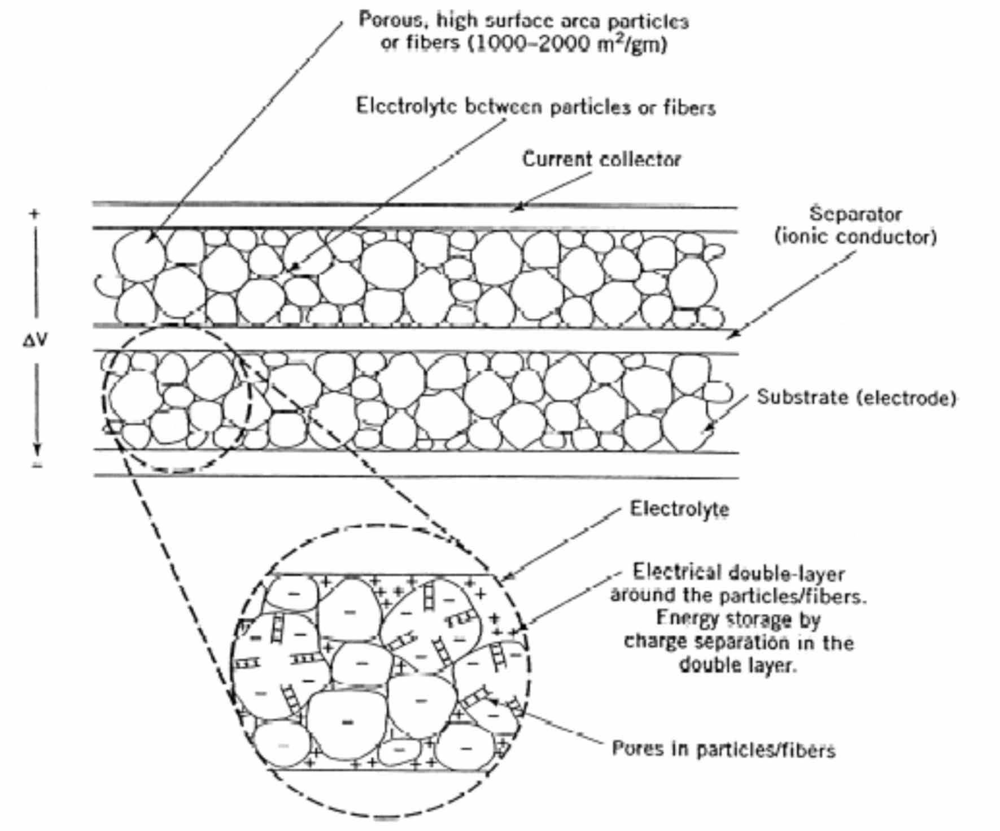 Porous, high surface area particles
or fibers (1000–2000 m²/gm)
Electrolyte between particles or fibers
Current collector
Separator
(ionic conductor)
+
ΔV
–
Substrate (electrode)
Electrolyte
Electrical double-layer
around the particles/fibers.
Energy storage by
charge separation in the
double layer.
Pores in particles/fibers